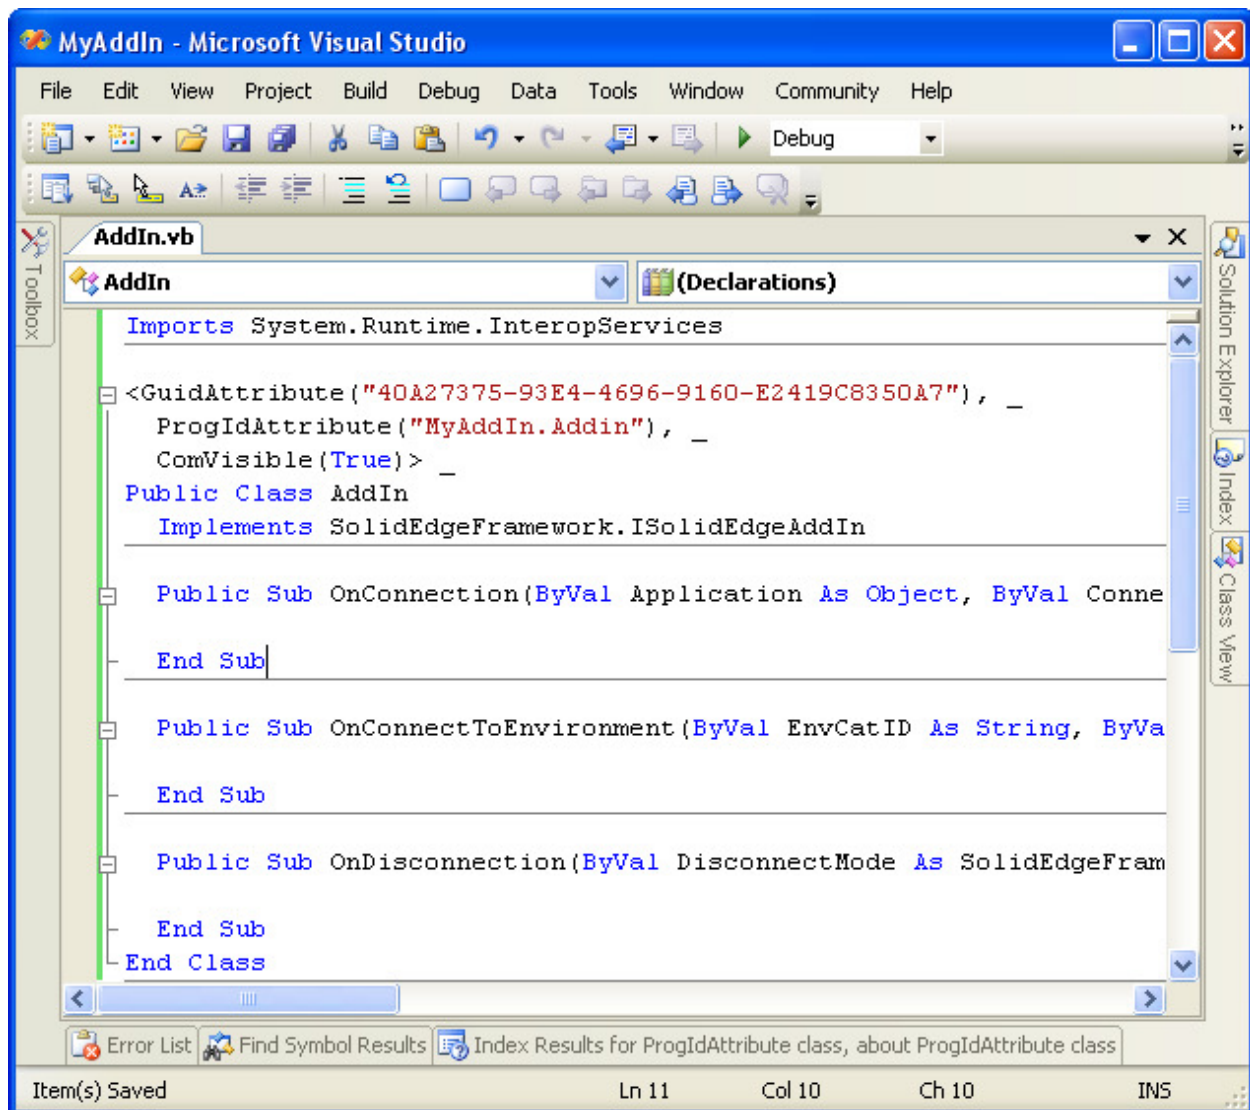 MyAddIn - Microsoft Visual Studio
File Edit View Project Build Debug Data Tools Window Community Help
Debug
Toolbox
AddIn.vb
AddIn (Declarations)
Imports System.Runtime.InteropServices
<GuidAttribute("40A27375-93E4-4696-9160-E2419C8350A7"), _
ProgIdAttribute("MyAddIn.Addin"), _
ComVisible(True)> _
Public Class AddIn
Implements SolidEdgeFramework.ISolidEdgeAddIn
Public Sub OnConnection(ByVal Application As Object, ByVal Conne
End Sub
Public Sub OnConnectToEnvironment(ByVal EnvCatID As String, ByVa
End Sub
Public Sub OnDisconnection(ByVal DisconnectMode As SolidEdgeFram
End Sub
End Class
Solution Explorer
Index
Class View
Error List Find Symbol Results Index Results for ProgIdAttribute class, about ProgIdAttribute class
Item(s) Saved Ln 11 Col 10 Ch 10 INS